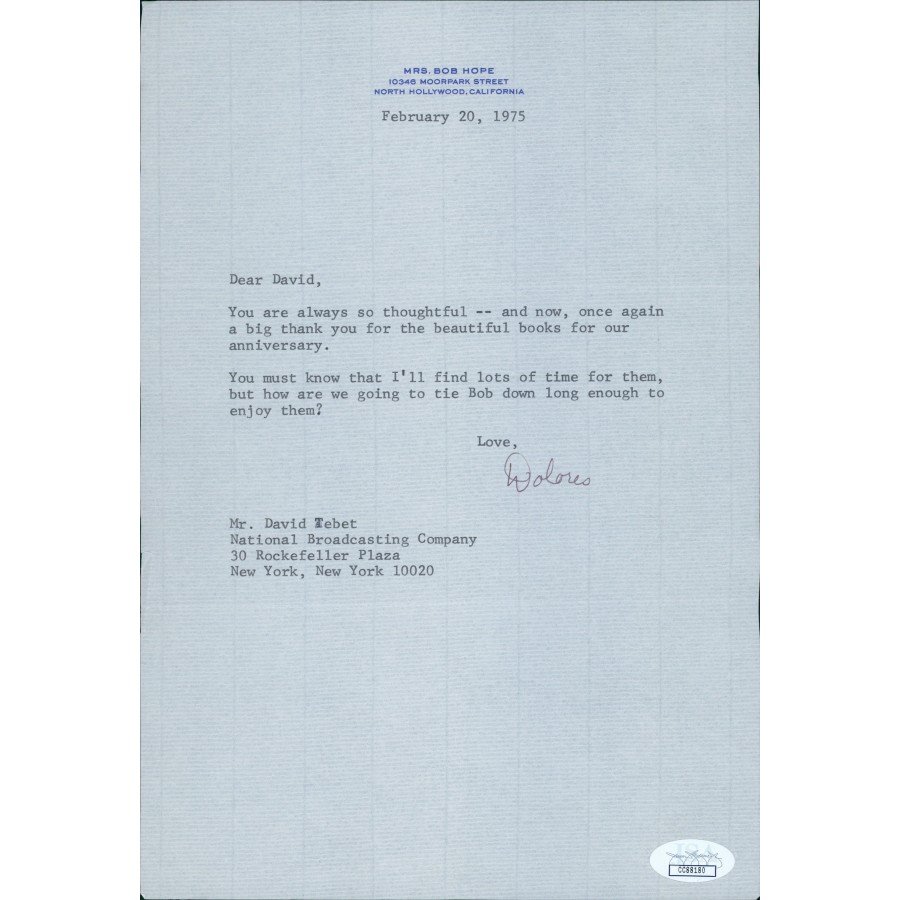 MRS. BOB HOPE
10346 MOORPARK STREET
NORTH HOLLYWOOD, CALIFORNIA
February 20, 1975
Dear David,
You are always so thoughtful -- and now, once again
a big thank you for the beautiful books for our
anniversary.
You must know that I'll find lots of time for them,
but how are we going to tie Bob down long enough to
enjoy them?
Love,
Dolores
Mr. David Tebet
National Broadcasting Company
30 Rockefeller Plaza
New York, New York 10020
JSA
CC88180